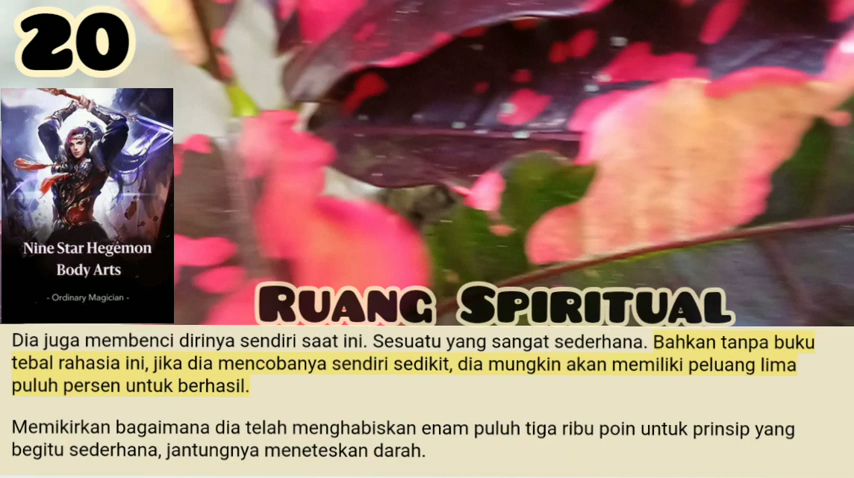 20
Nine Star Hegemon
Body Arts
- Ordinary Magician -
Ruang Spiritual
Dia juga membenci dirinya sendiri saat ini. Sesuatu yang sangat sederhana. Bahkan tanpa buku
tebal rahasia ini, jika dia mencobanya sendiri sedikit, dia mungkin akan memiliki peluang lima
puluh persen untuk berhasil.
Memikirkan bagaimana dia telah menghabiskan enam puluh tiga ribu poin untuk prinsip yang
begitu sederhana, jantungnya meneteskan darah.